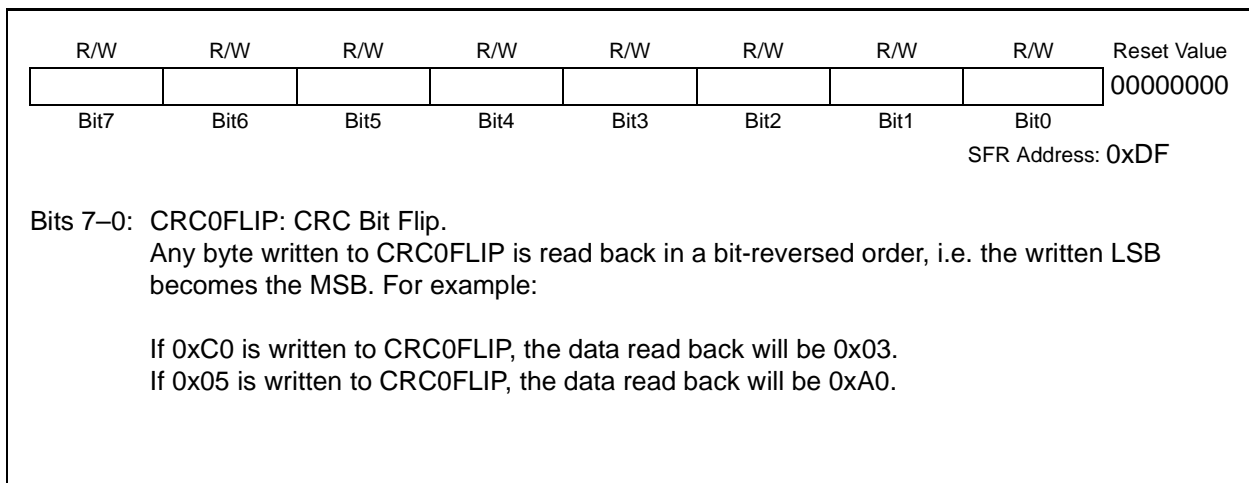 R/W R/W R/W R/W R/W R/W R/W R/W Reset Value
00000000
Bit7 Bit6 Bit5 Bit4 Bit3 Bit2 Bit1 Bit0
SFR Address: 0xDF
Bits 7–0: CRC0FLIP: CRC Bit Flip.
Any byte written to CRC0FLIP is read back in a bit-reversed order, i.e. the written LSB
becomes the MSB. For example:
If 0xC0 is written to CRC0FLIP, the data read back will be 0x03.
If 0x05 is written to CRC0FLIP, the data read back will be 0xA0.